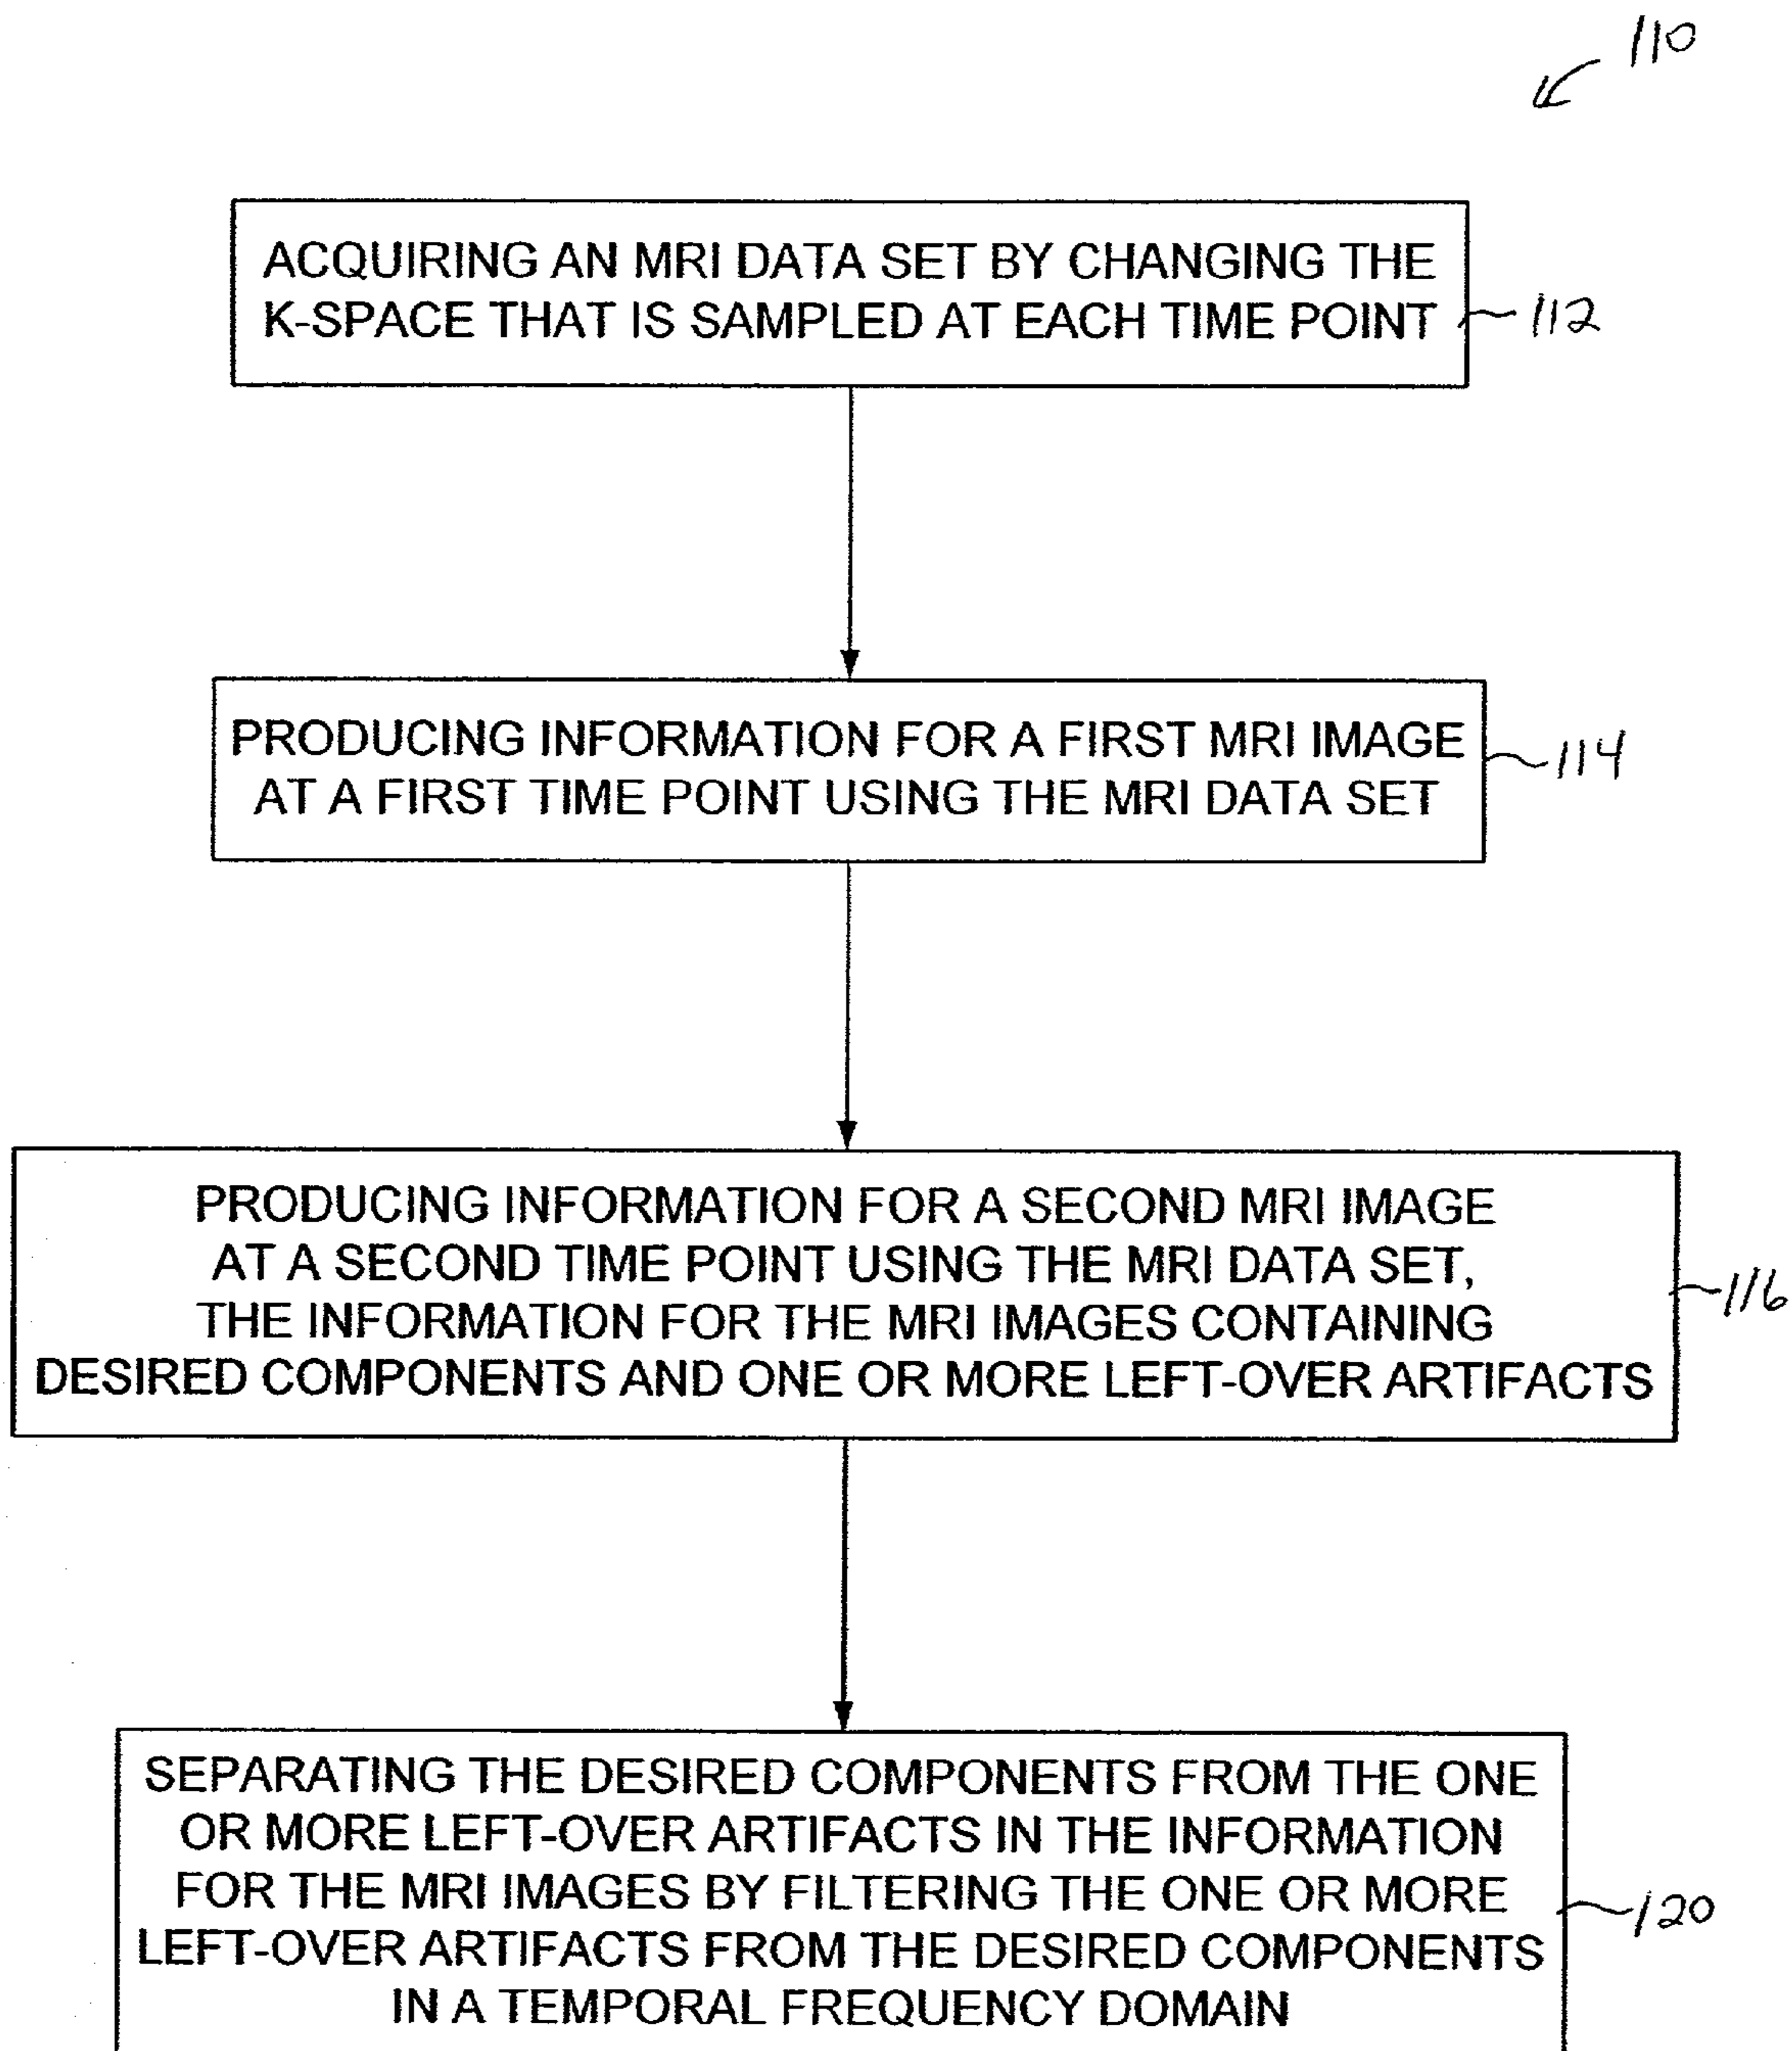 110
ACQUIRING AN MRI DATA SET BY CHANGING THE
K-SPACE THAT IS SAMPLED AT EACH TIME POINT
112
PRODUCING INFORMATION FOR A FIRST MRI IMAGE
AT A FIRST TIME POINT USING THE MRI DATA SET
114
PRODUCING INFORMATION FOR A SECOND MRI IMAGE
AT A SECOND TIME POINT USING THE MRI DATA SET,
THE INFORMATION FOR THE MRI IMAGES CONTAINING
DESIRED COMPONENTS AND ONE OR MORE LEFT-OVER ARTIFACTS
116
SEPARATING THE DESIRED COMPONENTS FROM THE ONE
OR MORE LEFT-OVER ARTIFACTS IN THE INFORMATION
FOR THE MRI IMAGES BY FILTERING THE ONE OR MORE
LEFT-OVER ARTIFACTS FROM THE DESIRED COMPONENTS
IN A TEMPORAL FREQUENCY DOMAIN
120